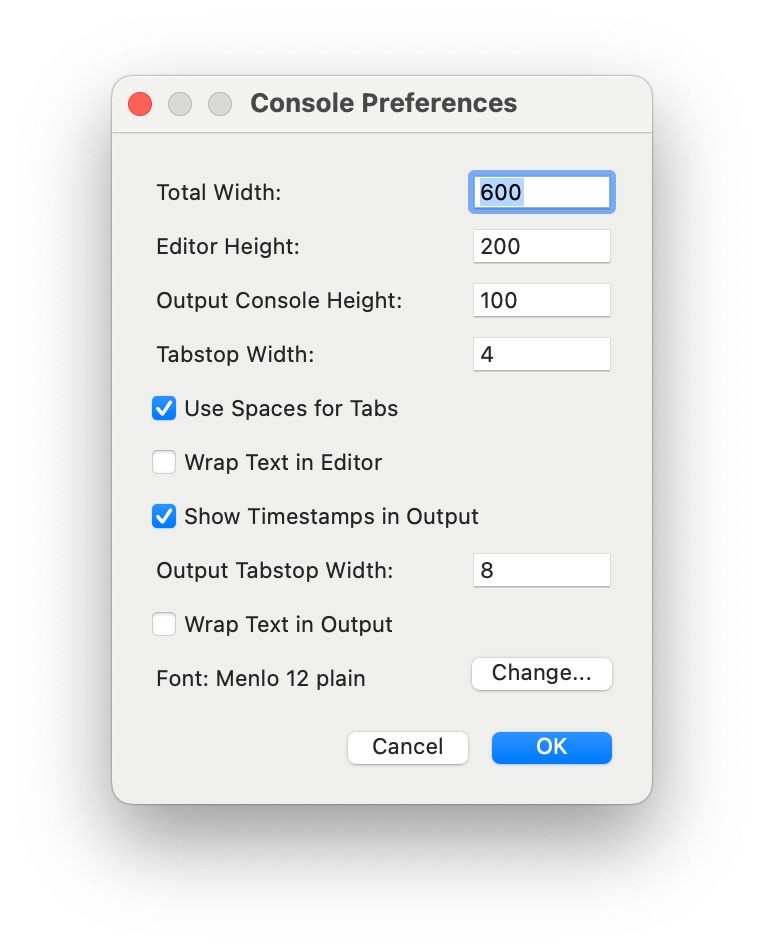 Console Preferences
Total Width: 600
Editor Height: 200
Output Console Height: 100
Tabstop Width: 4
Use Spaces for Tabs
Wrap Text in Editor
Show Timestamps in Output
Output Tabstop Width: 8
Wrap Text in Output
Font: Menlo 12 plain Change...
Cancel OK